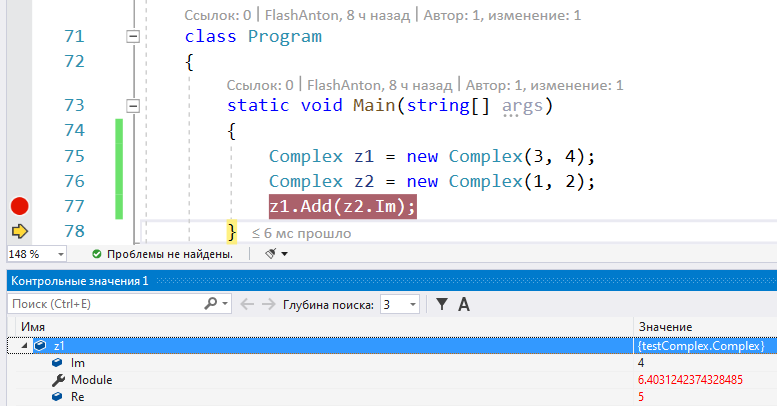 Ссылок: 0 | FlashAnton, 8 ч назад | Автор: 1, изменение: 1
71 class Program
72 {
Ссылок: 0 | FlashAnton, 8 ч назад | Автор: 1, изменение: 1
73 static void Main(string[] args)
74 {
75 Complex z1 = new Complex(3, 4);
76 Complex z2 = new Complex(1, 2);
77 z1.Add(z2.Im);
78 } ≤ 6 мс прошло
148 % Проблемы не найдены.
Контрольные значения 1
Поиск (Ctrl+E) Глубина поиска: 3 A
Имя Значение
z1 {testComplex.Complex}
Im 4
Module 6.4031242374328485
Re 5